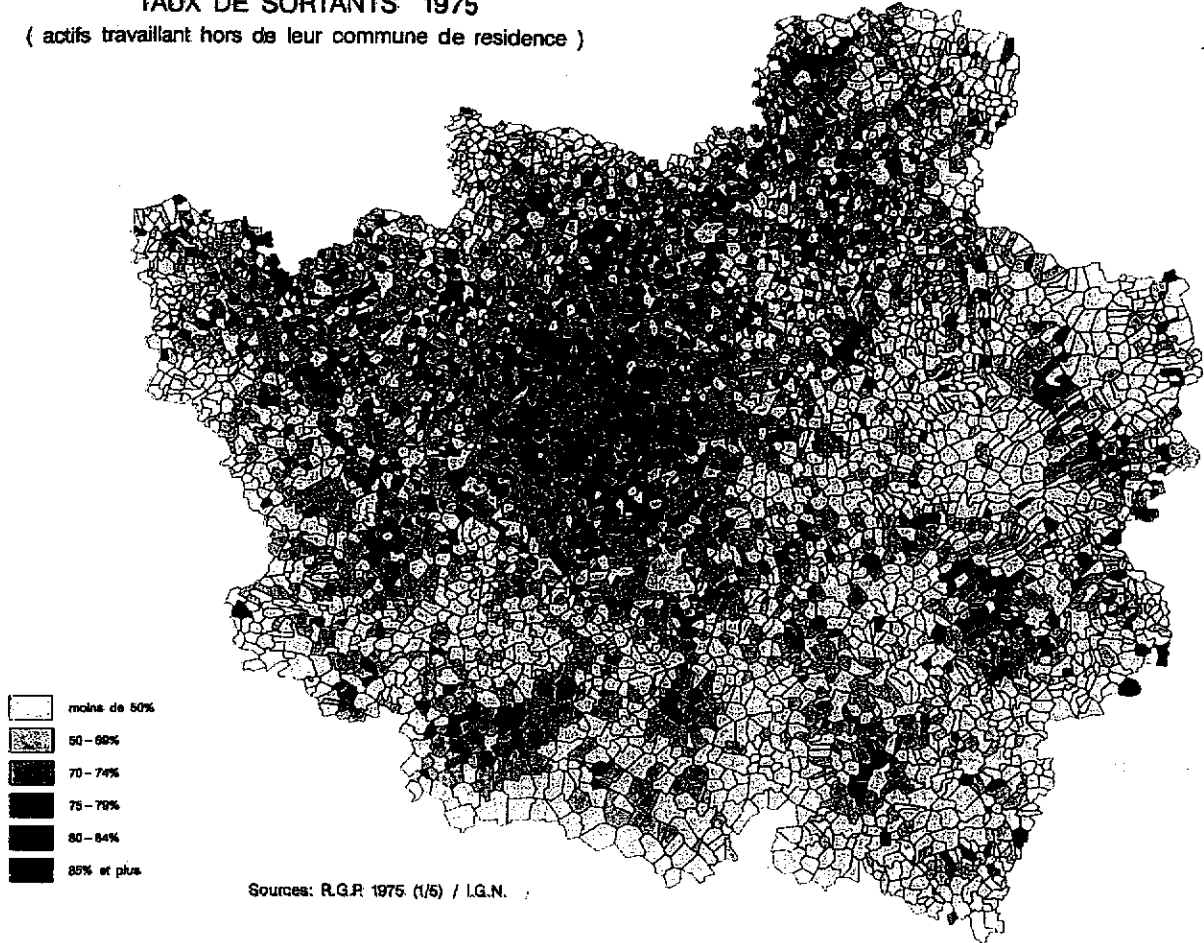 TAUX DE SORTANTS 1975
( actifs travaillant hors de leur commune de residence )
moins de 50%
50-69%
70-74%
75-79%
80-84%
85% et plus
Sources: R.G.P. 1975 (1/5) / I.G.N.